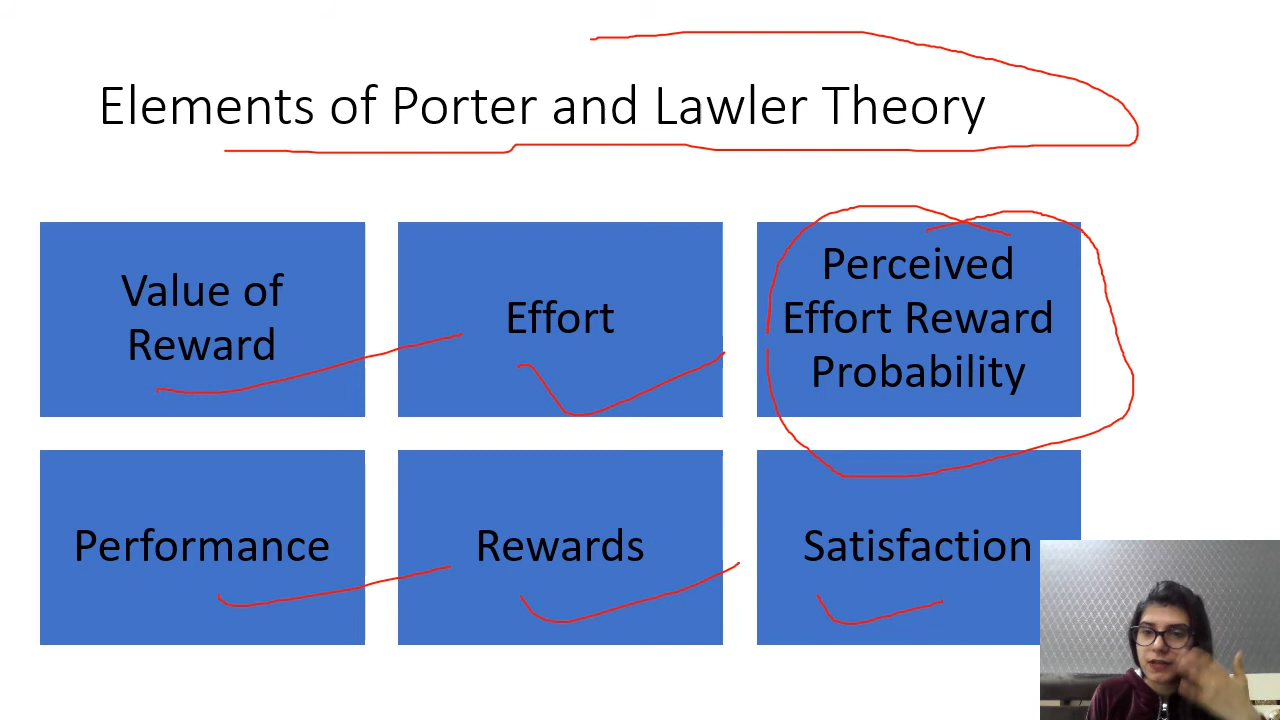 Elements of Porter and Lawler Theory
Value of
Reward
Effort
Perceived
Effort Reward
Probability
Performance
Rewards
Satisfaction